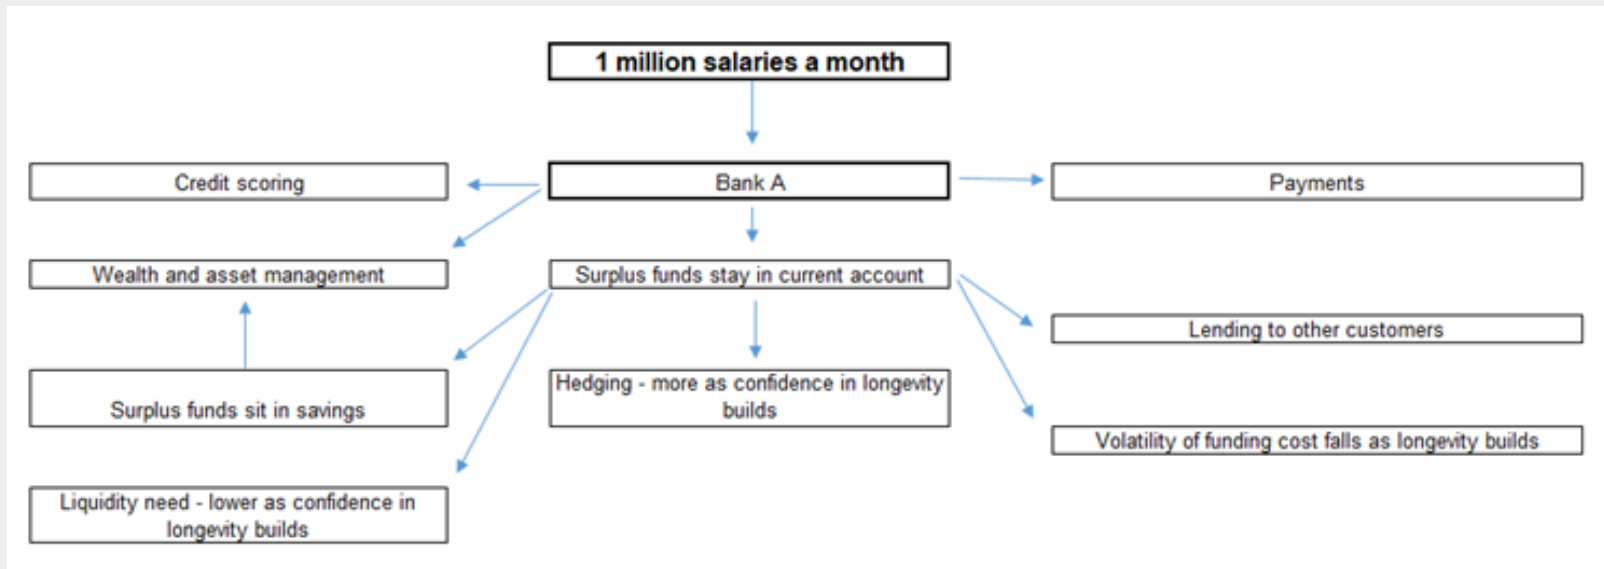 1 million salaries a month
Credit scoring
Bank A
Payments
Wealth and asset management
Surplus funds stay in current account
Lending to other customers
Surplus funds sit in savings
Hedging - more as confidence in longevity
builds
Volatility of funding cost falls as longevity builds
Liquidity need - lower as confidence in
longevity builds